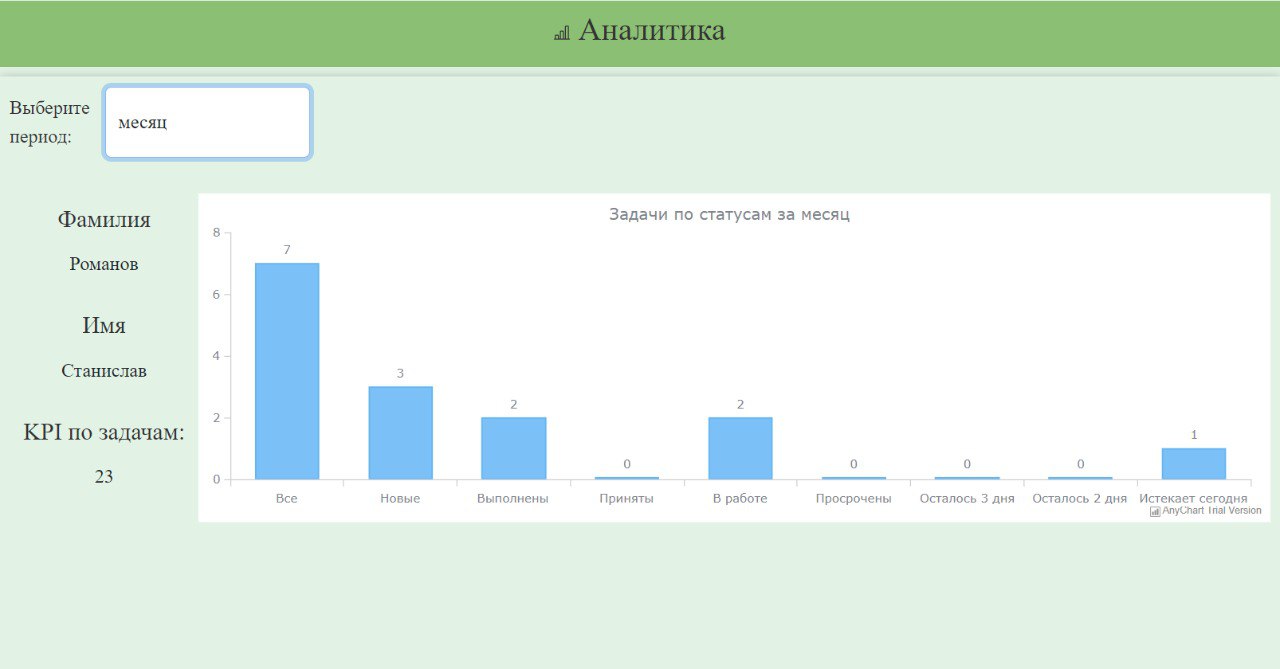 Аналитика
Выберите
период:
месяц
Фамилия
Романов
Имя
Станислав
KPI по задачам:
23
Задачи по статусам за месяц
8
6
4
2
0
7
3
2
0
2
0
0
0
1
Все Новые Выполнены Приняты В работе Просрочены Осталось 3 дня Осталось 2 дня Истекает сегодня
AnyChart Trial Version